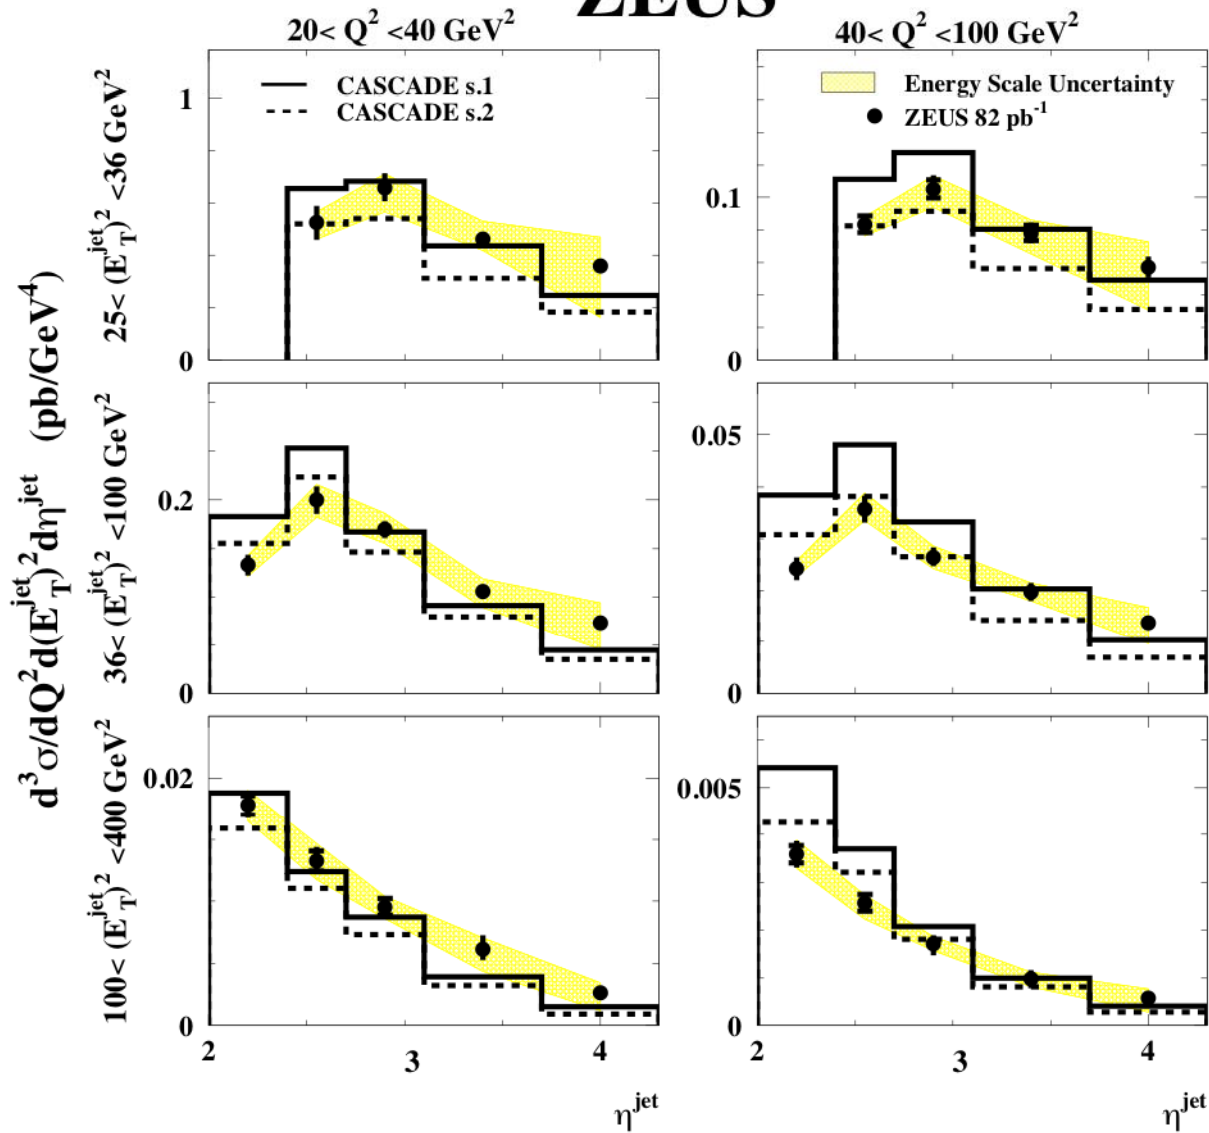 ZEUS
20< Q² <40 GeV²
40< Q² <100 GeV²
d³σ/dQ²d(E_T^jet)²dη^jet (pb/GeV⁴)
25< (E_T^jet)² <36 GeV²
1
0
CASCADE s.1
CASCADE s.2
0.1
0
Energy Scale Uncertainty
ZEUS 82 pb⁻¹
36< (E_T^jet)² <100 GeV²
0.2
0
0.05
0
100< (E_T^jet)² <400 GeV²
0.02
0
0.005
0
2 3 4
2 3 4
η^jet
η^jet